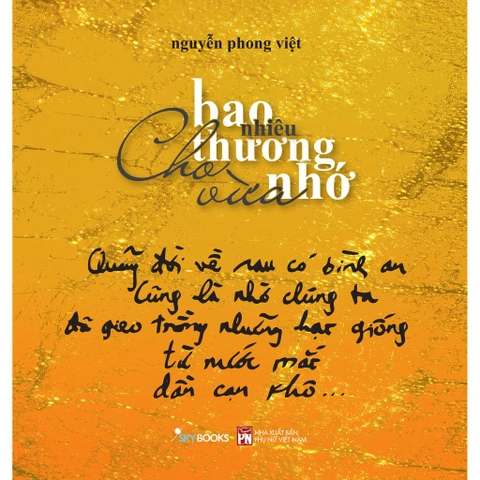 nguyễn phong việt
bao
nhiêu
Cho thương
vừa nhớ
Quãng đời về sau có bình an
Cũng là nhờ chúng ta
đã gieo trồng những hạt giống
từ nước mắt
dần cạn khô...
SKYBOOKS
PN NHÀ XUẤT BẢN
PHỤ NỮ VIỆT NAM